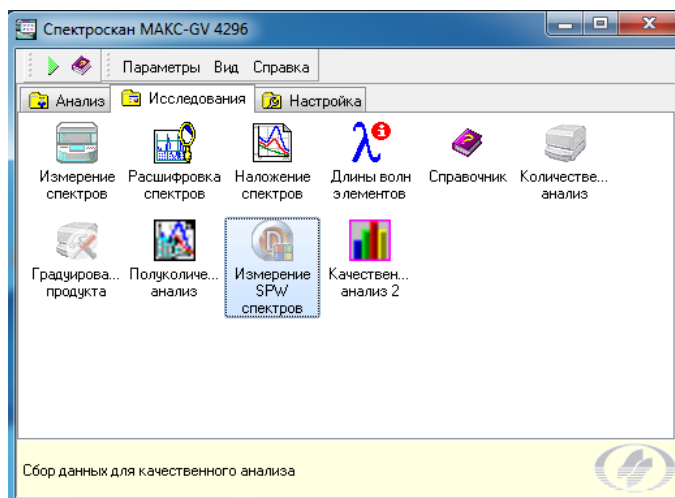 Спектроскан МАКС-GV 4296
Параметры Вид Справка
Анализ Исследования Настройка
Измерение спектров
Расшифровка спектров
Наложение спектров
Длины волн элементов
Справочник
Количестве... анализ
Градуирова... продукта
Полуколиче... анализ
Измерение SPW спектров
Качествен... анализ 2
Сбор данных для качественного анализа